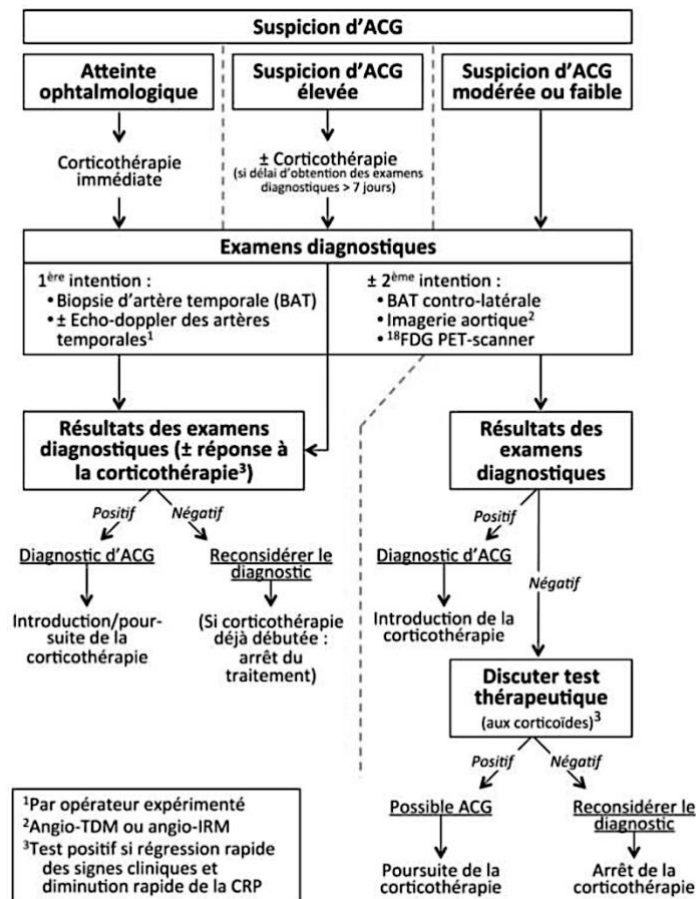 Suspicion d’ACG
Atteinte
ophtalmologique
Suspicion d’ACG
élevée
Suspicion d’ACG
modérée ou faible
Corticothérapie
immédiate
± Corticothérapie
(si délai d’obtention des examens
diagnostiques > 7 jours)
Examens diagnostiques
1ère intention :
• Biopsie d’artère temporale (BAT)
• ± Echo-doppler des artères
temporales1
± 2ème intention :
• BAT contro-latérale
• Imagerie aortique2
• 18FDG PET-scanner
Résultats des examens
diagnostiques (± réponse à
la corticothérapie3)
Résultats des
examens
diagnostiques
Positif
Négatif
Diagnostic d’ACG
Reconsidérer le
diagnostic
Introduction/pour-
suite de la
corticothérapie
(Si corticothérapie
déjà débutée :
arrêt du
traitement)
Positif
Diagnostic d’ACG
Négatif
Introduction de la
corticothérapie
Discuter test
thérapeutique
(aux corticoïdes)3
Positif
Négatif
Possible ACG
Reconsidérer le
diagnostic
Poursuite de la
corticothérapie
Arrêt de la
corticothérapie
1Par opérateur expérimenté
2Angio-TDM ou angio-IRM
3Test positif si régression rapide
des signes cliniques et
diminution rapide de la CRP